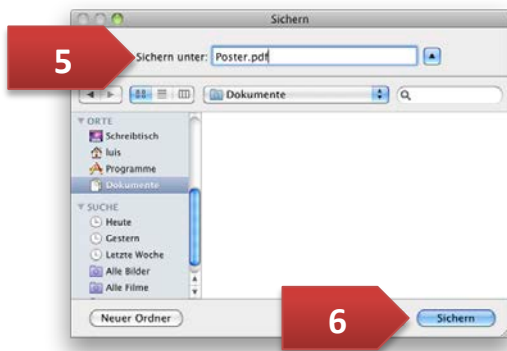 Sichern
5
Sichern unter: Poster.pdf
Dokumente
ORTE
Schreibtisch
luis
Programme
Dokumente
SUCHE
Heute
Gestern
Letzte Woche
Alle Bilder
Alle Filme
Neuer Ordner
6
Sichern